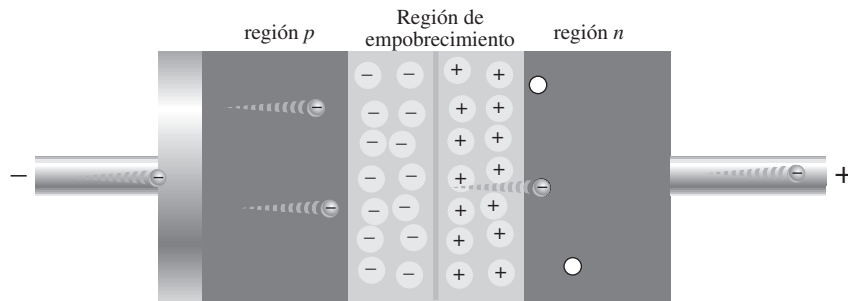 Región de
región p empobrecimiento región n
− − + +
−
− − + +
− − + +
− − − − + + − − +
− − − + +
− − + +
− − + +